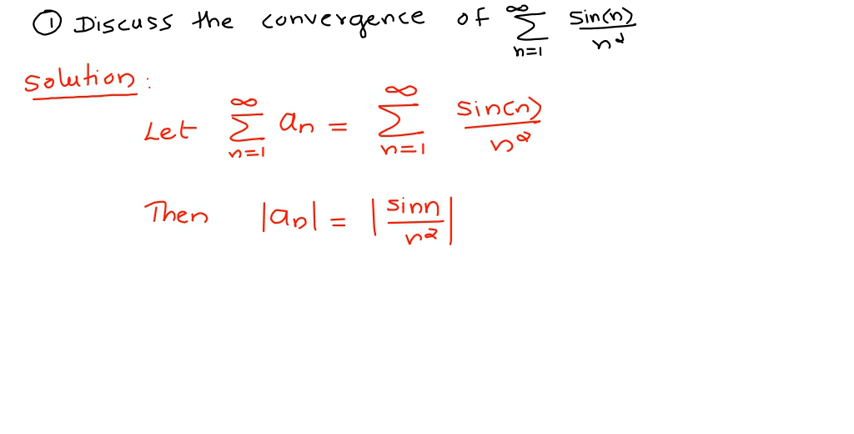 ① Discuss the convergence of ∑_{n=1}^{∞} sin(n)/n²
Solution:
Let ∑_{n=1}^{∞} aₙ = ∑_{n=1}^{∞} sin(n)/n²
Then |aₙ| = |sinn/n²|